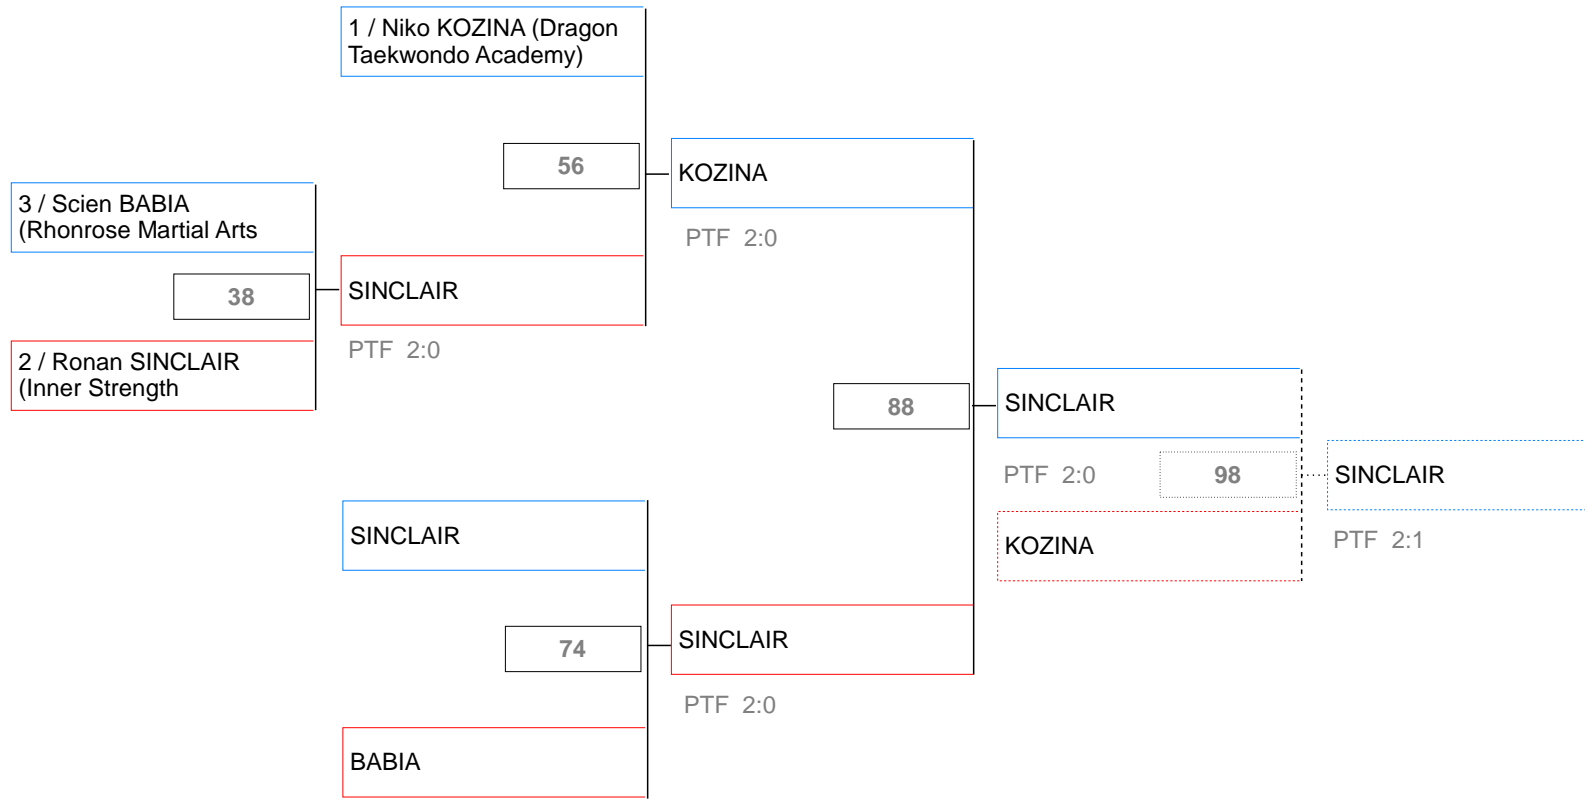 1 / Niko KOZINA (Dragon
Taekwondo Academy)
56
KOZINA
PTF 2:0
3 / Scien BABIA
(Rhonrose Martial Arts
38
SINCLAIR
PTF 2:0
2 / Ronan SINCLAIR
(Inner Strength
88
SINCLAIR
PTF 2:0
98
SINCLAIR
PTF 2:1
KOZINA
SINCLAIR
74
SINCLAIR
PTF 2:0
BABIA